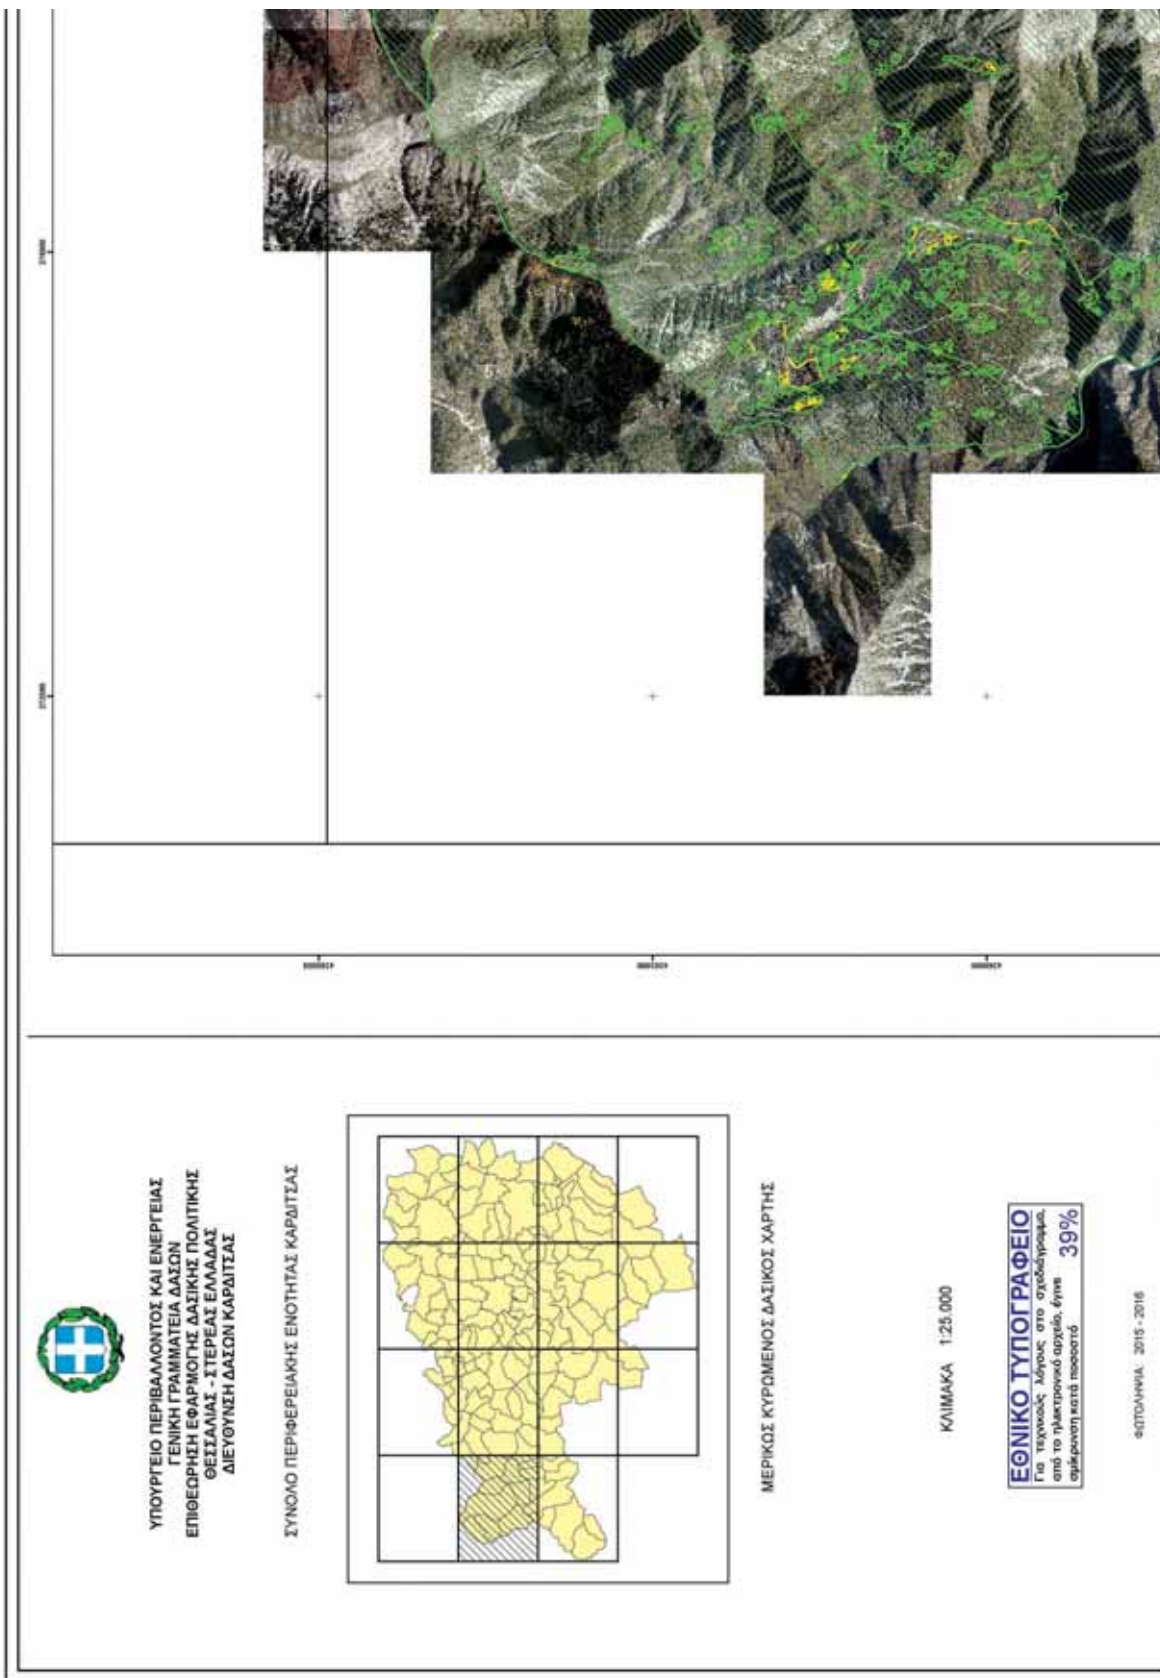 ΥΠΟΥΡΓΕΙΟ ΠΕΡΙΒΑΛΛΟΝΤΟΣ ΚΑΙ ΕΝΕΡΓΕΙΑΣ
ΓΕΝΙΚΗ ΓΡΑΜΜΑΤΕΙΑ ΔΑΣΩΝ
ΕΠΙΘΕΩΡΗΣΗ ΕΦΑΡΜΟΓΗΣ ΔΑΣΙΚΗΣ ΠΟΛΙΤΙΚΗΣ
ΘΕΣΣΑΛΙΑΣ - ΣΤΕΡΕΑΣ ΕΛΛΑΔΑΣ
ΔΙΕΥΘΥΝΣΗ ΔΑΣΩΝ ΚΑΡΔΙΤΣΑΣ
ΣΥΝΟΛΟ ΠΕΡΙΦΕΡΕΙΑΚΗΣ ΕΝΟΤΗΤΑΣ ΚΑΡΔΙΤΣΑΣ
ΜΕΡΙΚΩΣ ΚΥΡΩΜΕΝΟΣ ΔΑΣΙΚΟΣ ΧΑΡΤΗΣ
ΚΛΙΜΑΚΑ 1:25.000
ΕΘΝΙΚΟ ΤΥΠΟΓΡΑΦΕΙΟ
Για τεχνικούς λόγους στο σχεδιάγραμμα,
από το ηλεκτρονικό αρχείο, έγινε
σμίκρυνση κατά ποσοστό 39%
ΦΩΤΟΛΗΨΙΑ: 2015 - 2016